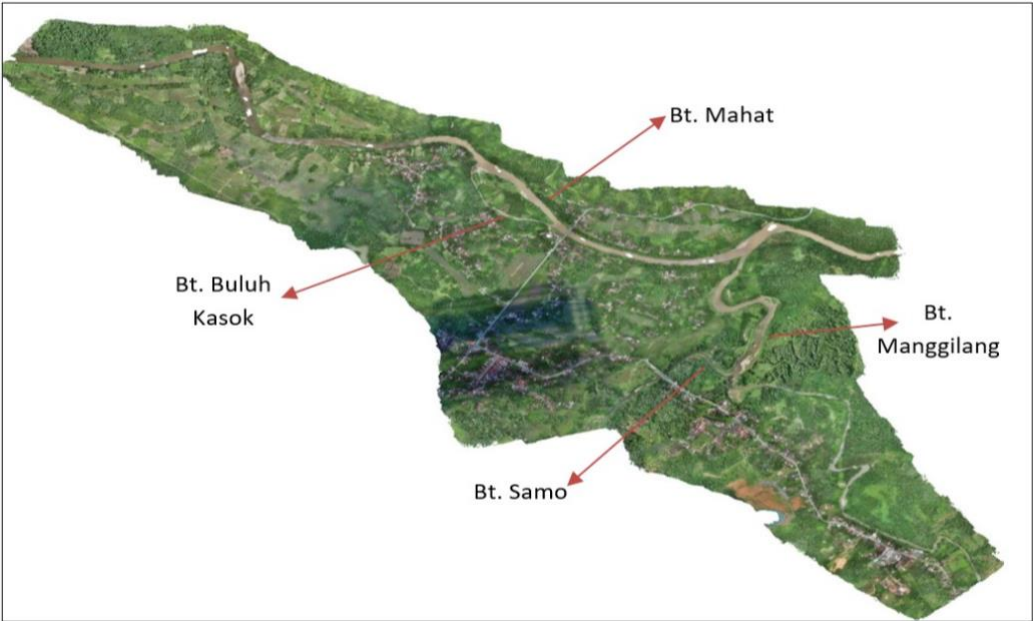 Bt. Mahat
Bt. Buluh
Kasok
Bt.
Manggilang
Bt. Samo